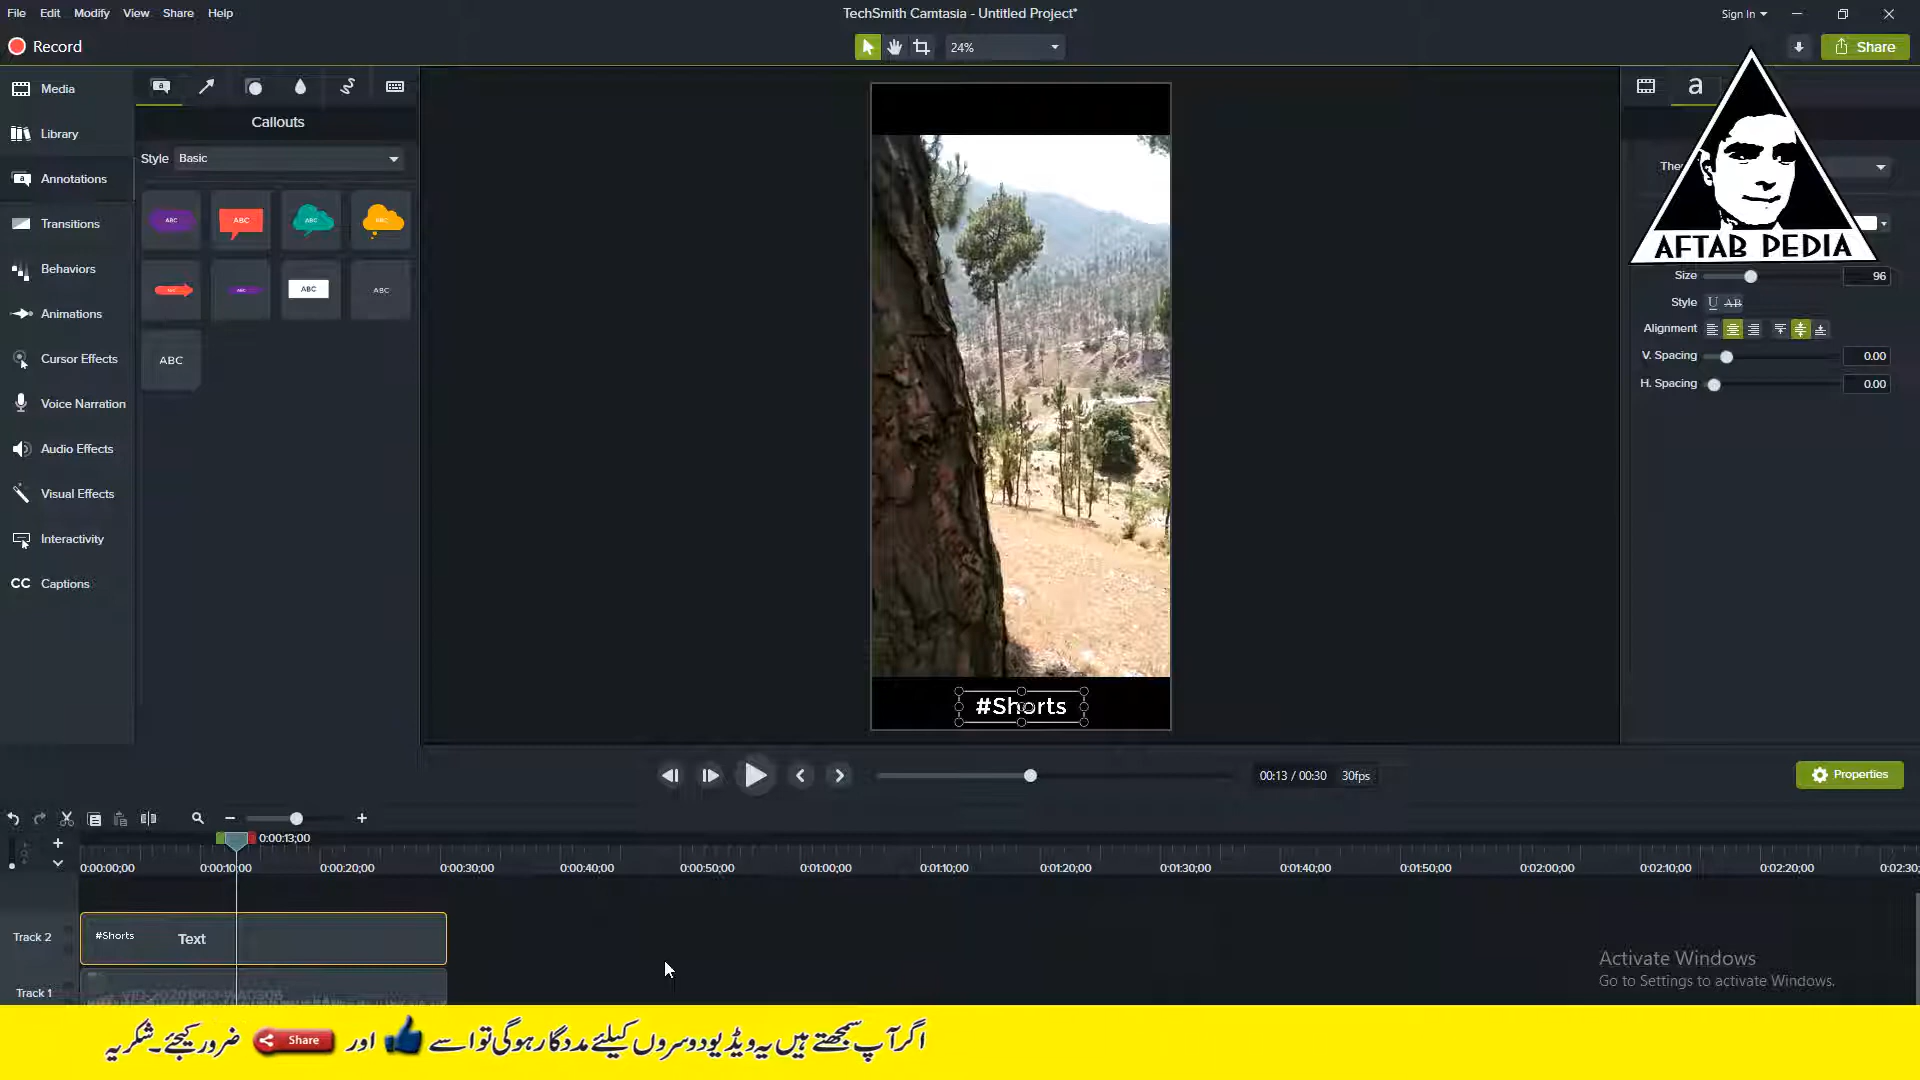 File Edit Modify View Share Help
TechSmith Camtasia - Untitled Project*
Sign In
Record
24%
Share
Media
Library
Annotations
Transitions
Behaviors
Animations
Cursor Effects
Voice Narration
Audio Effects
Visual Effects
Interactivity
CC Captions
Callouts
Style Basic
ABC ABC ABC ABC
ABC ABC ABC
ABC
a
AFTAB PEDIA
Size 96
Style U AB
Alignment
V. Spacing 0.00
H. Spacing 0.00
#Shorts
00:13 / 00:30 30fps
Properties
0:00:13;00
0:00:00;00 0:00:10;00 0:00:20;00 0:00:30;00 0:00:40;00 0:00:50;00 0:01:00;00 0:01:10;00 0:01:20;00 0:01:30;00 0:01:40;00 0:01:50;00 0:02:00;00 0:02:10;00 0:02:20;00
Track 2 #Shorts Text
Track 1
Activate Windows
Go to Settings to activate Windows.
اگر آپ سمجھتے ہیں یہ ویڈیو دوسروں کیلئے مددگار ہوگی تو اسے اور Share ضرور کیجئے۔ شکریہ